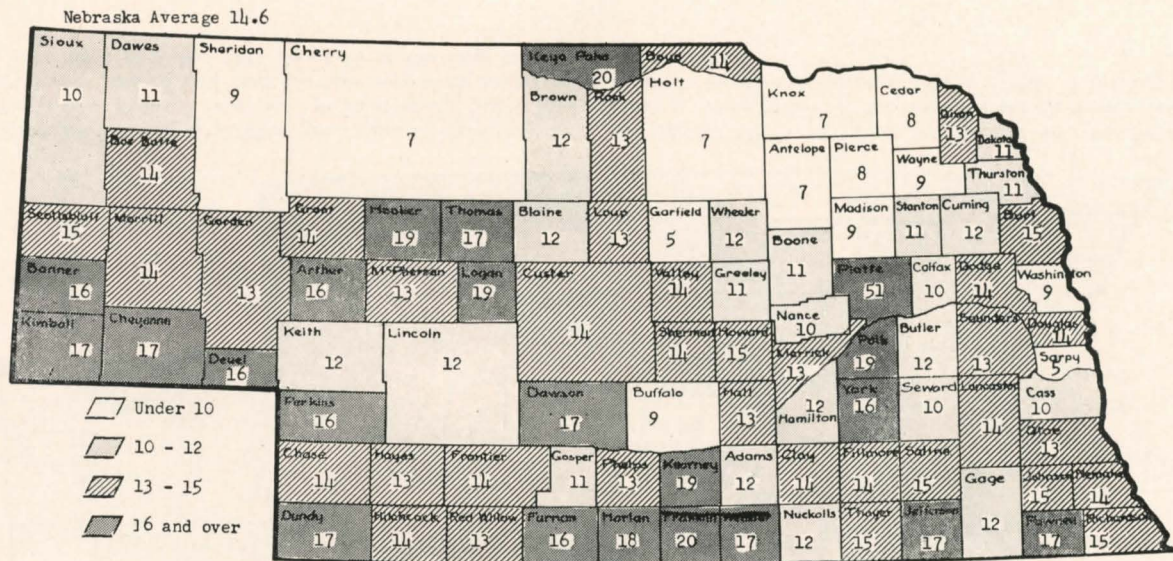 Nebraska Average 14.6
Sioux
10
Dawes
11
Sheridan
9
Cherry
7
Keya Paha
20
Boyd
14
Brown
12
Rock
13
Holt
7
Knox
7
Cedar
8
Dixon
13
Dakota
11
Box Butte
14
Antelope
7
Pierce
8
Wayne
9
Thurston
11
Scottsbluff
15
Morrill
14
Garden
13
Grant
14
Hooker
19
Thomas
17
Blaine
12
Loup
13
Garfield
5
Wheeler
12
Boone
11
Madison
9
Stanton
11
Cuming
12
Burt
15
Banner
16
Arthur
16
McPherson
13
Logan
19
Custer
14
Valley
14
Greeley
11
Platte
51
Colfax
10
Dodge
14
Washington
9
Kimball
17
Cheyenne
17
Deuel
16
Keith
12
Lincoln
12
Sherman
14
Howard
15
Nance
10
Merrick
13
Polk
19
Butler
12
Saunders
13
Douglas
14
Sarpy
5
Perkins
16
Dawson
17
Buffalo
9
Hall
13
Hamilton
12
York
16
Seward
10
Lancaster
14
Cass
10
Otoe
13
Chase
14
Hayes
13
Frontier
14
Gosper
11
Phelps
13
Kearney
19
Adams
12
Clay
14
Fillmore
14
Saline
15
Gage
12
Johnson
15
Nemaha
14
Dundy
17
Hitchcock
14
Red Willow
13
Furnas
16
Harlan
18
Franklin
20
Webster
17
Nuckolls
12
Thayer
15
Jefferson
17
Pawnee
17
Richardson
15
Under 10
10 - 12
13 - 15
16 and over